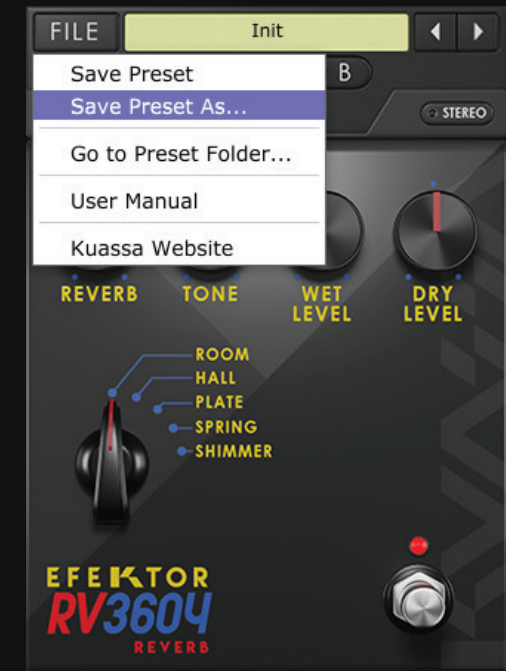 FILE
Init
B
Save Preset
Save Preset As...
STEREO
Go to Preset Folder...
User Manual
Kuassa Website
REVERB
TONE
WET
LEVEL
DRY
LEVEL
ROOM
HALL
PLATE
SPRING
SHIMMER
EFEKTOR
RV3604
REVERB